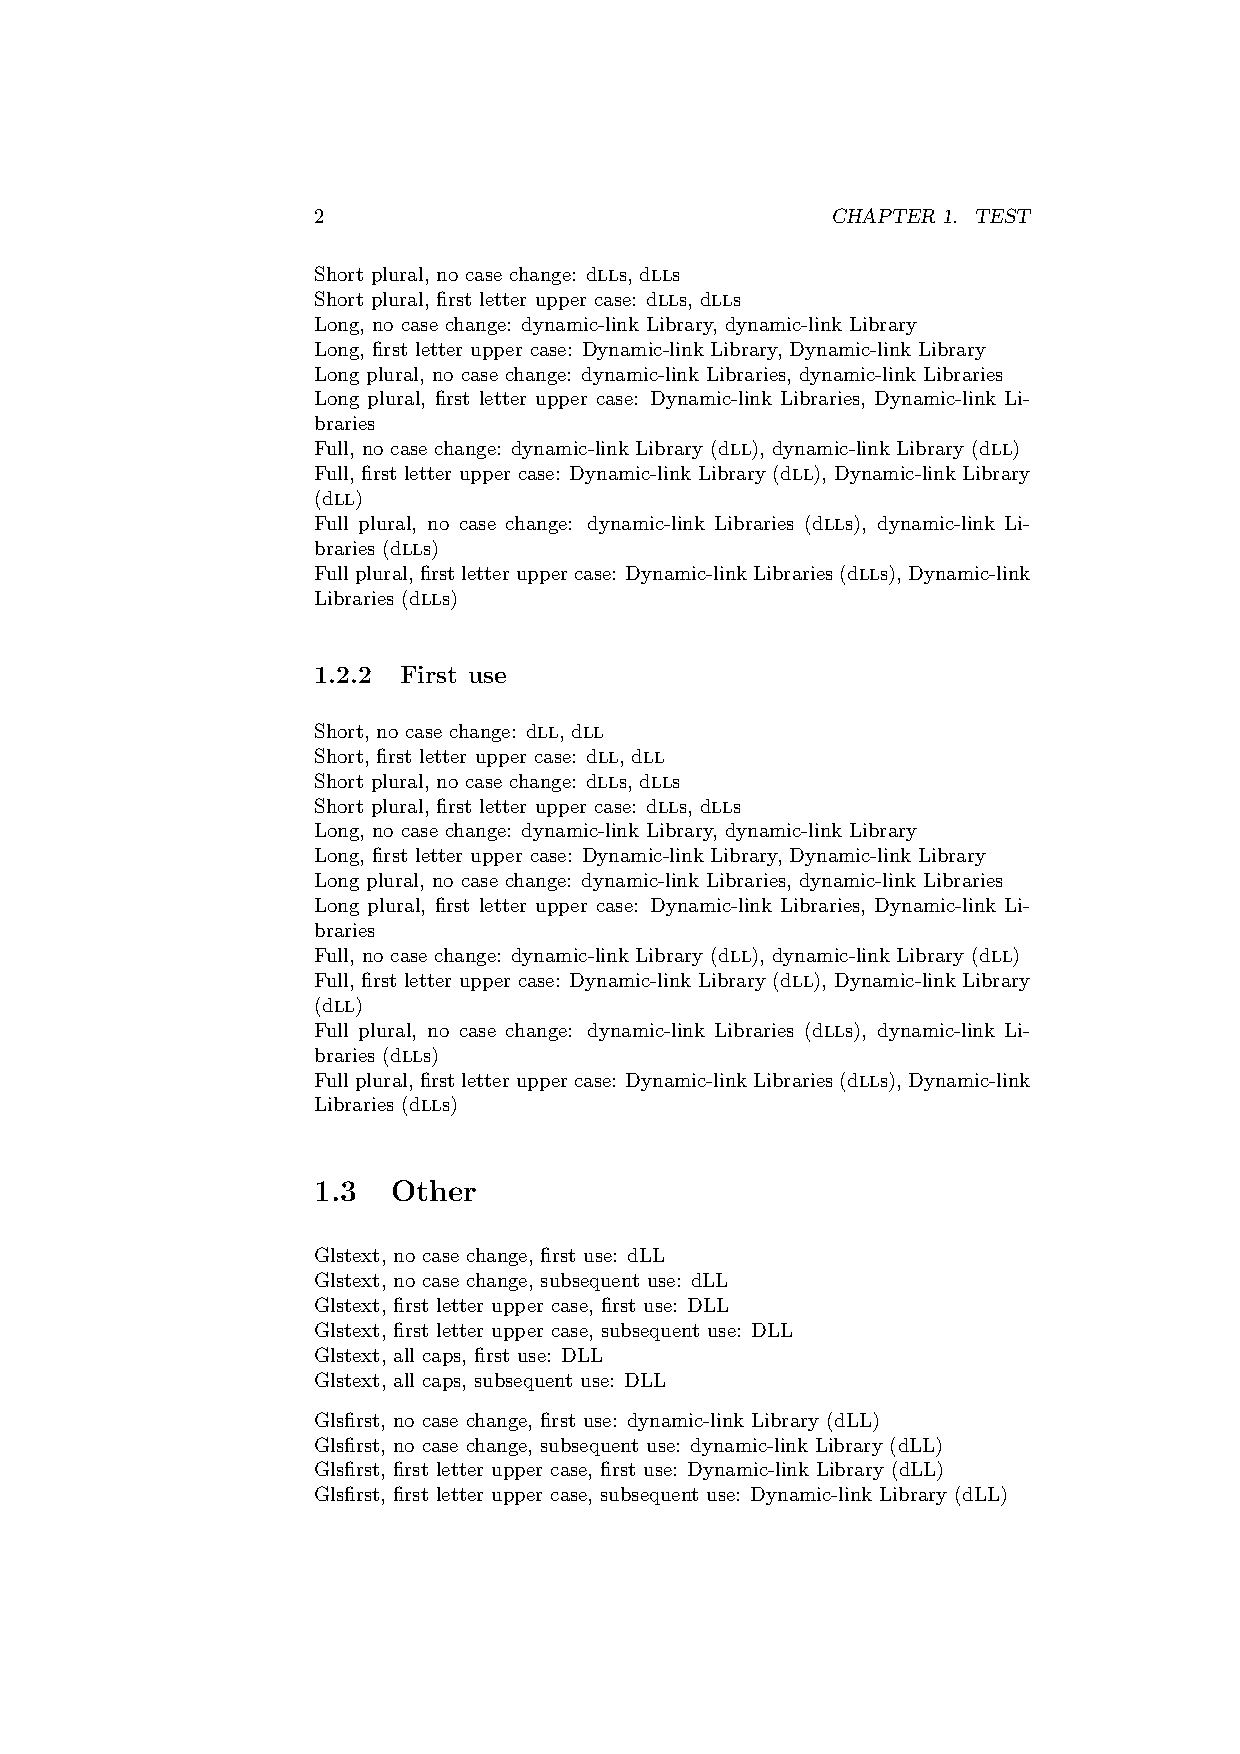 2 CHAPTER 1. TEST
Short plural, no case change: dLLs, dLLs
Short plural, first letter upper case: dLLs, dLLs
Long, no case change: dynamic-link Library, dynamic-link Library
Long, first letter upper case: Dynamic-link Library, Dynamic-link Library
Long plural, no case change: dynamic-link Libraries, dynamic-link Libraries
Long plural, first letter upper case: Dynamic-link Libraries, Dynamic-link Li-
braries
Full, no case change: dynamic-link Library (dLL), dynamic-link Library (dLL)
Full, first letter upper case: Dynamic-link Library (dLL), Dynamic-link Library
(dLL)
Full plural, no case change: dynamic-link Libraries (dLLs), dynamic-link Li-
braries (dLLs)
Full plural, first letter upper case: Dynamic-link Libraries (dLLs), Dynamic-link
Libraries (dLLs)
1.2.2 First use
Short, no case change: dLL, dLL
Short, first letter upper case: dLL, dLL
Short plural, no case change: dLLs, dLLs
Short plural, first letter upper case: dLLs, dLLs
Long, no case change: dynamic-link Library, dynamic-link Library
Long, first letter upper case: Dynamic-link Library, Dynamic-link Library
Long plural, no case change: dynamic-link Libraries, dynamic-link Libraries
Long plural, first letter upper case: Dynamic-link Libraries, Dynamic-link Li-
braries
Full, no case change: dynamic-link Library (dLL), dynamic-link Library (dLL)
Full, first letter upper case: Dynamic-link Library (dLL), Dynamic-link Library
(dLL)
Full plural, no case change: dynamic-link Libraries (dLLs), dynamic-link Li-
braries (dLLs)
Full plural, first letter upper case: Dynamic-link Libraries (dLLs), Dynamic-link
Libraries (dLLs)
1.3 Other
Glstext, no case change, first use: dLL
Glstext, no case change, subsequent use: dLL
Glstext, first letter upper case, first use: DLL
Glstext, first letter upper case, subsequent use: DLL
Glstext, all caps, first use: DLL
Glstext, all caps, subsequent use: DLL
Glsfirst, no case change, first use: dynamic-link Library (dLL)
Glsfirst, no case change, subsequent use: dynamic-link Library (dLL)
Glsfirst, first letter upper case, first use: Dynamic-link Library (dLL)
Glsfirst, first letter upper case, subsequent use: Dynamic-link Library (dLL)